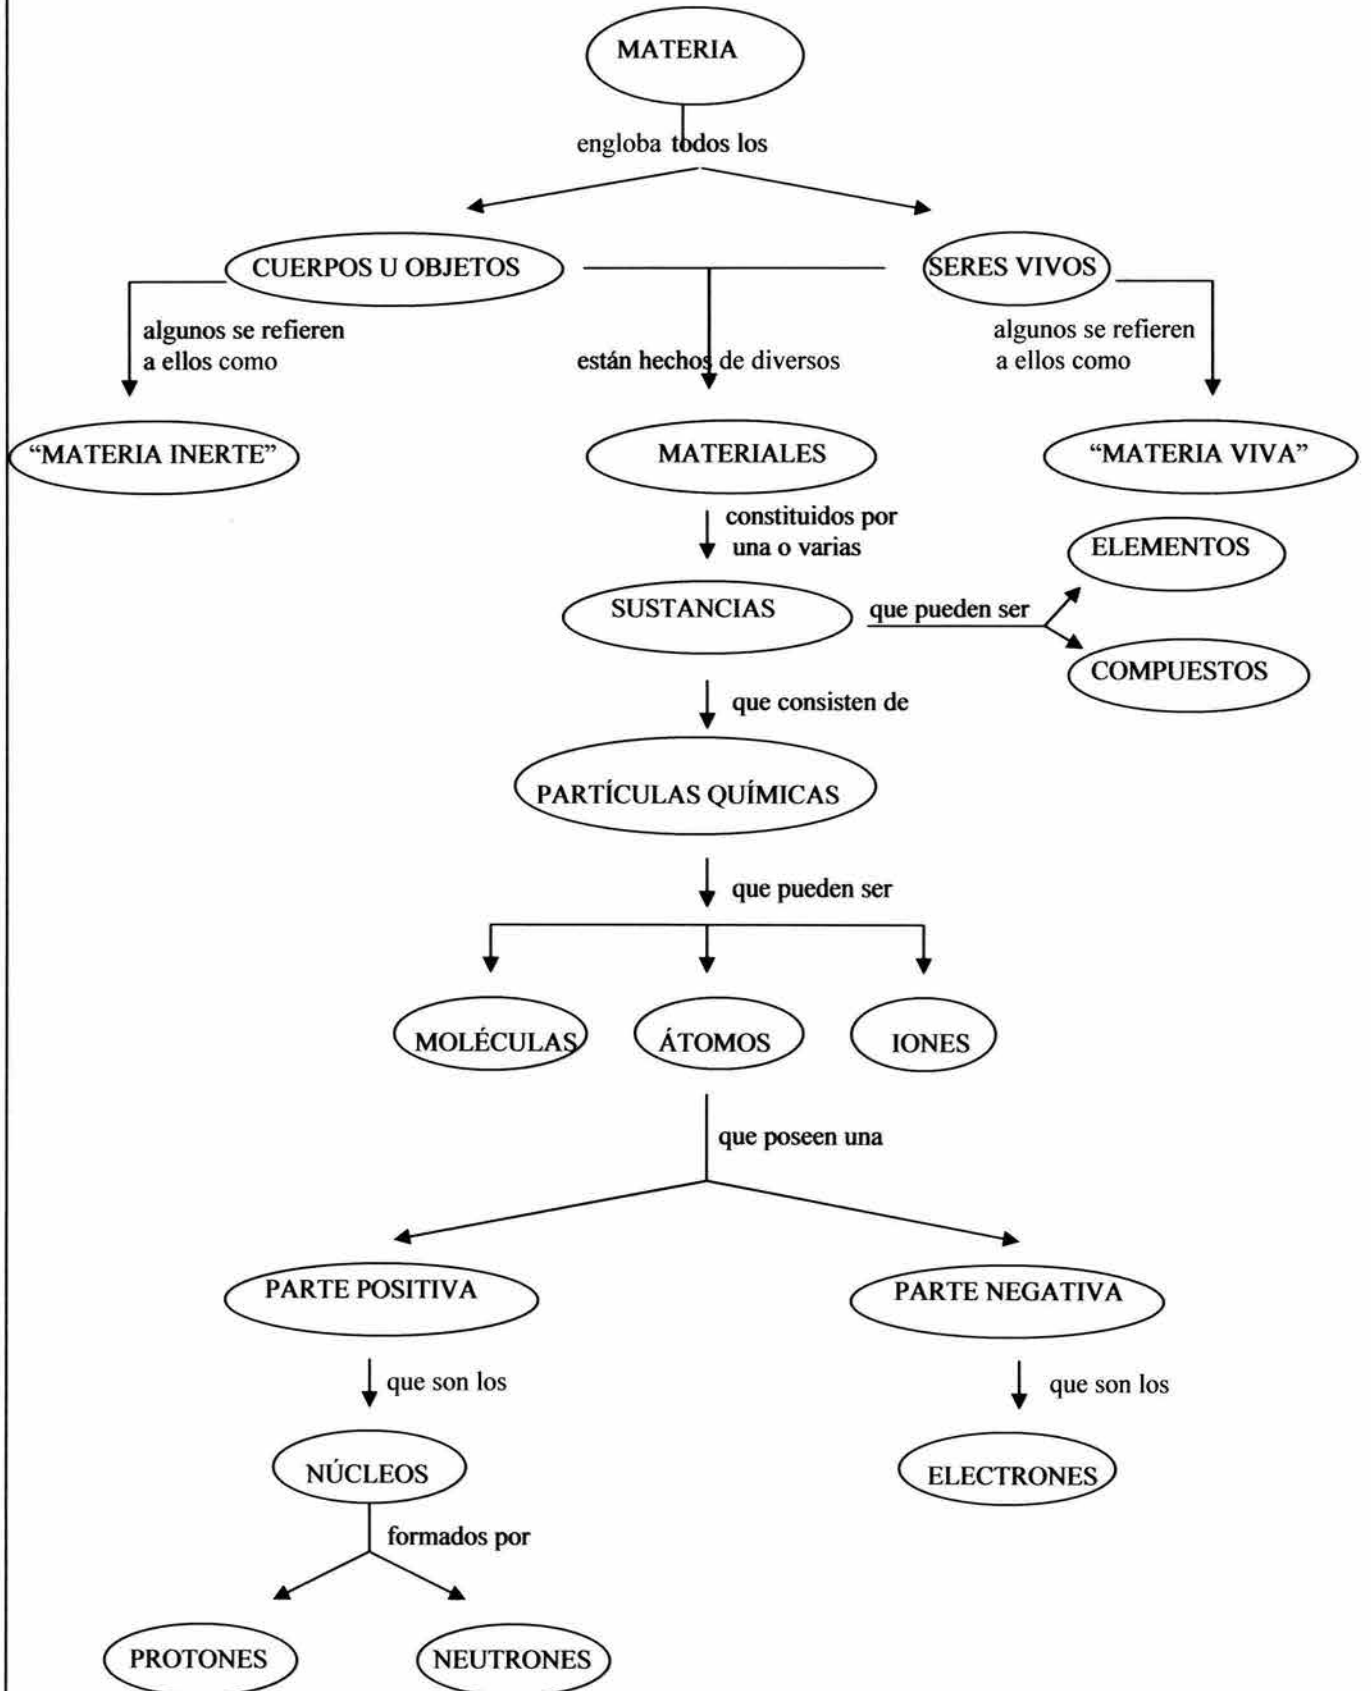 MATERIA
engloba todos los
CUERPOS U OBJETOS
SERES VIVOS
algunos se refieren
a ellos como
están hechos de diversos
algunos se refieren
a ellos como
“MATERIA INERTE”
MATERIALES
“MATERIA VIVA”
constituidos por
una o varias
ELEMENTOS
SUSTANCIAS
que pueden ser
COMPUESTOS
que consisten de
PARTÍCULAS QUÍMICAS
que pueden ser
MOLÉCULAS
ÁTOMOS
IONES
que poseen una
PARTE POSITIVA
PARTE NEGATIVA
que son los
que son los
NÚCLEOS
ELECTRONES
formados por
PROTONES
NEUTRONES